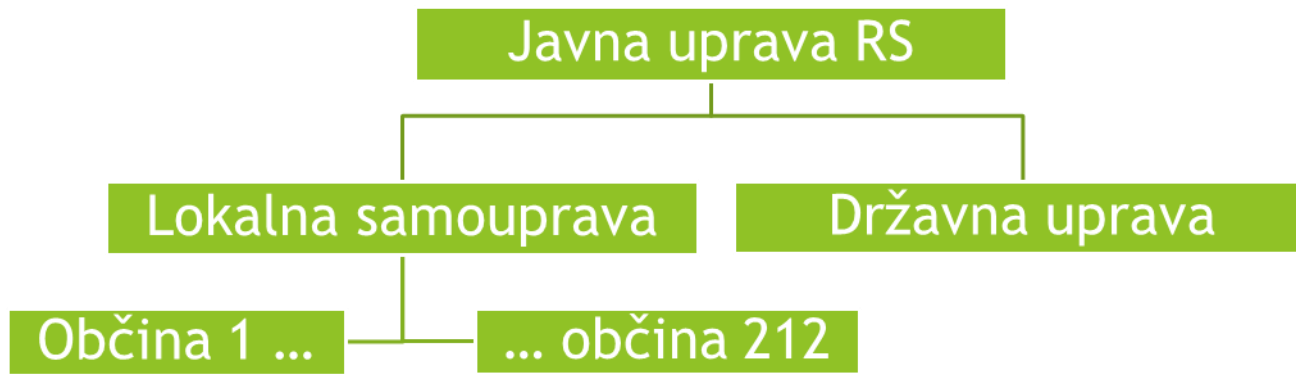 Javna uprava RS
Lokalna samouprava
Državna uprava
Občina 1 ...
... občina 212